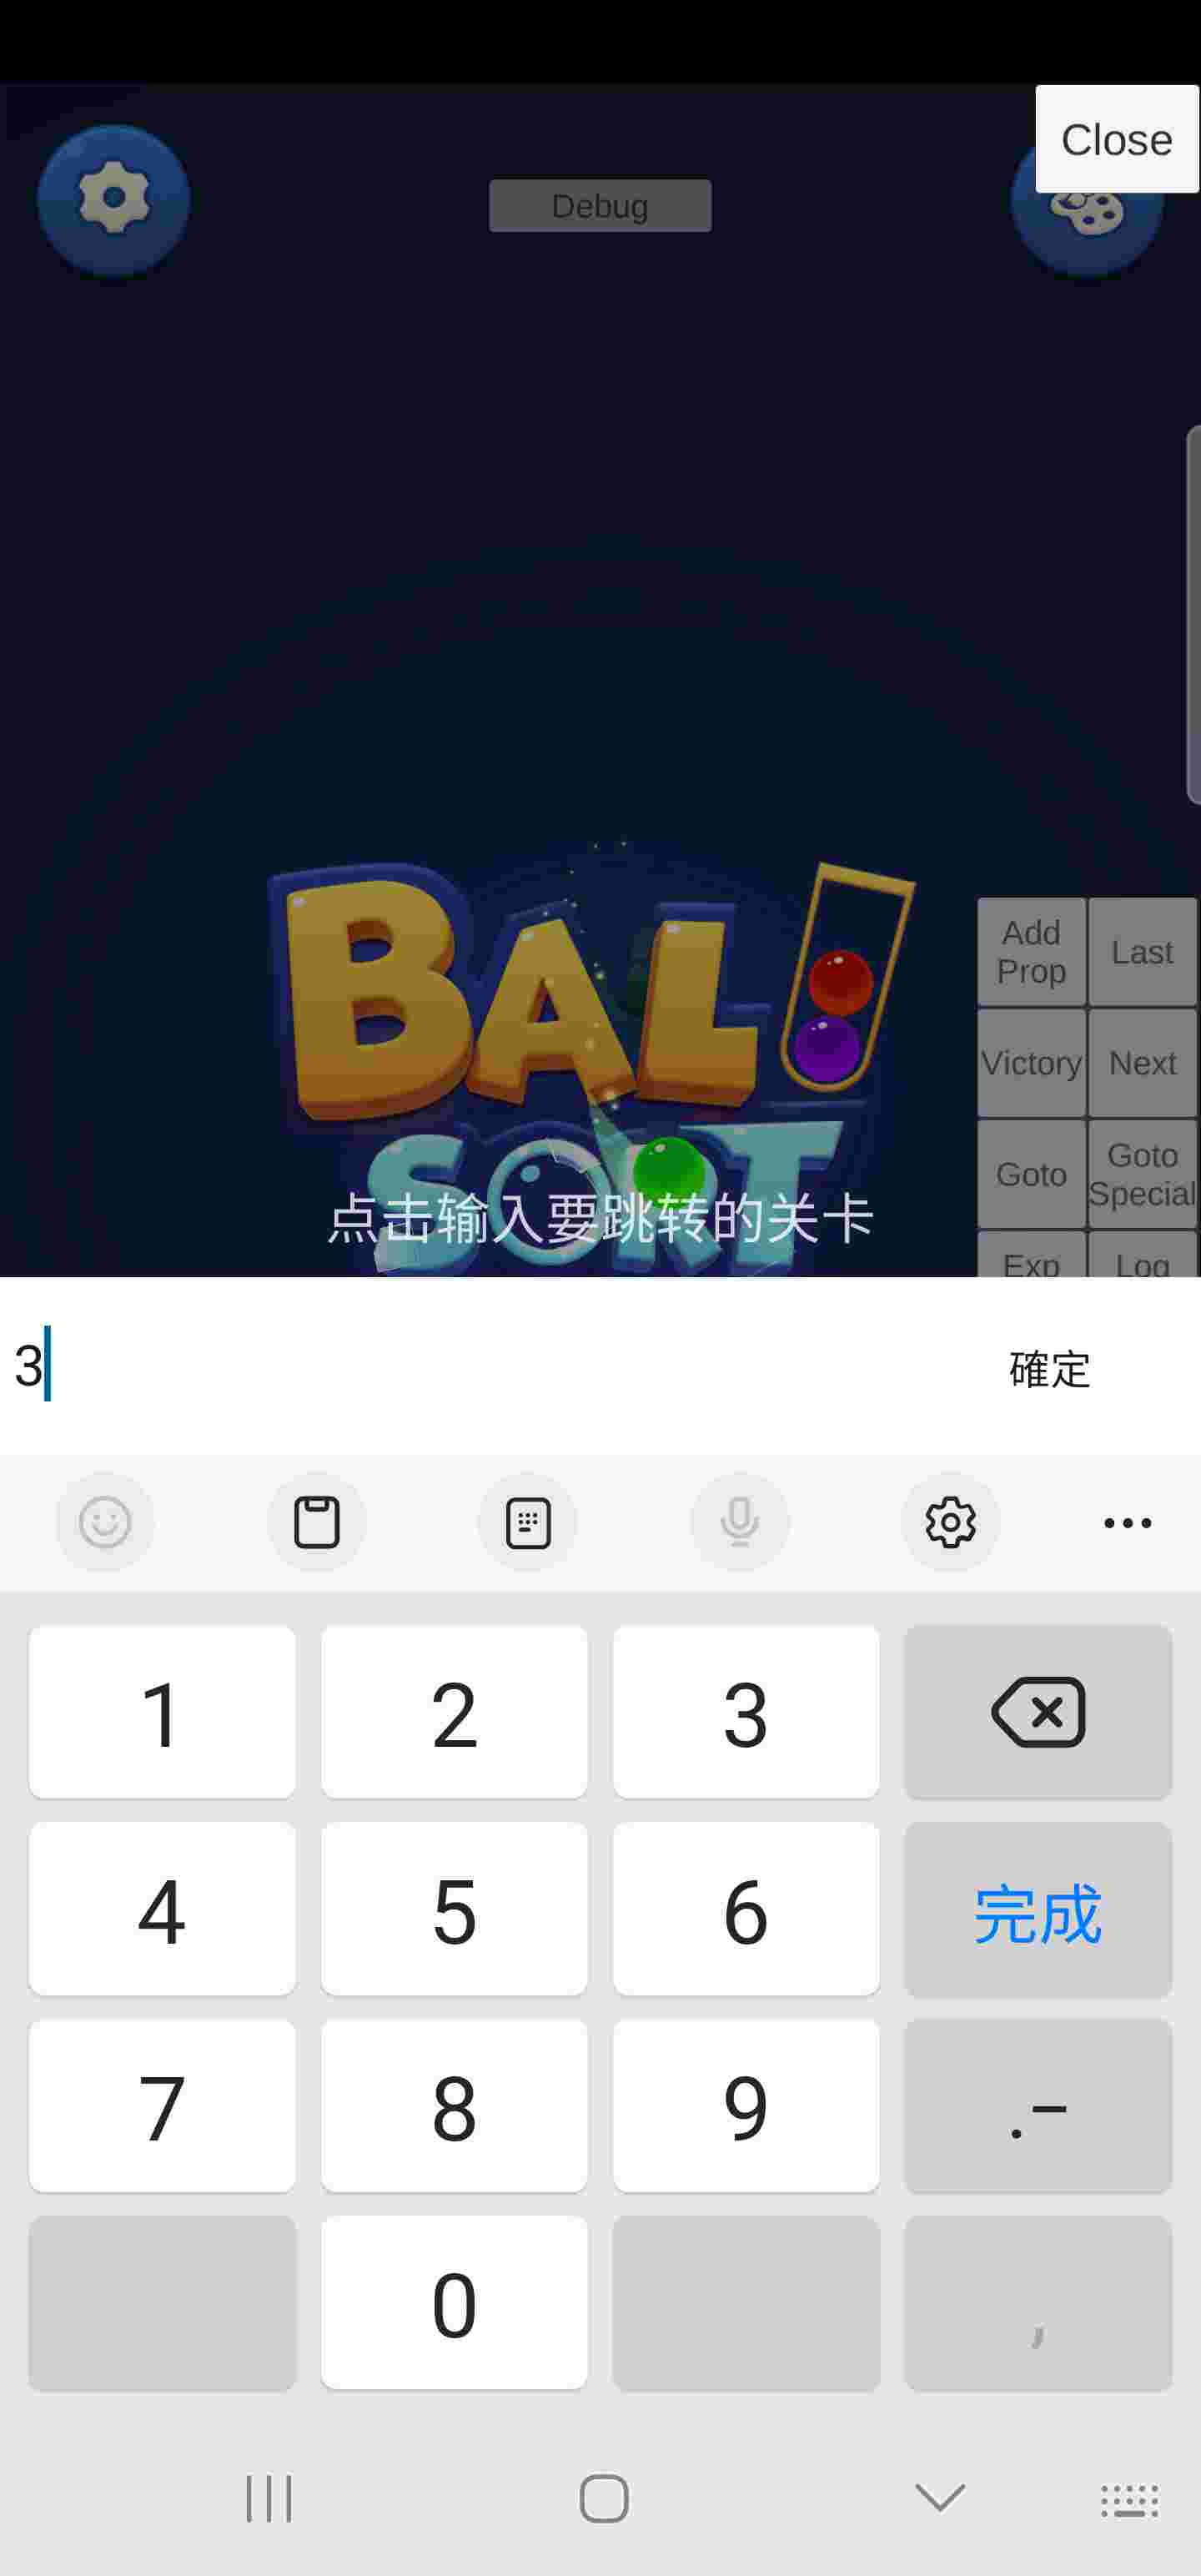 Close
Debug
BALL
SORT
Add
Prop
Last
Victory
Next
Goto
Goto
Special
点击输入要跳转的关卡
Exp
Log
3
確定
1
2
3
4
5
6
完成
7
8
9
.-
0
,